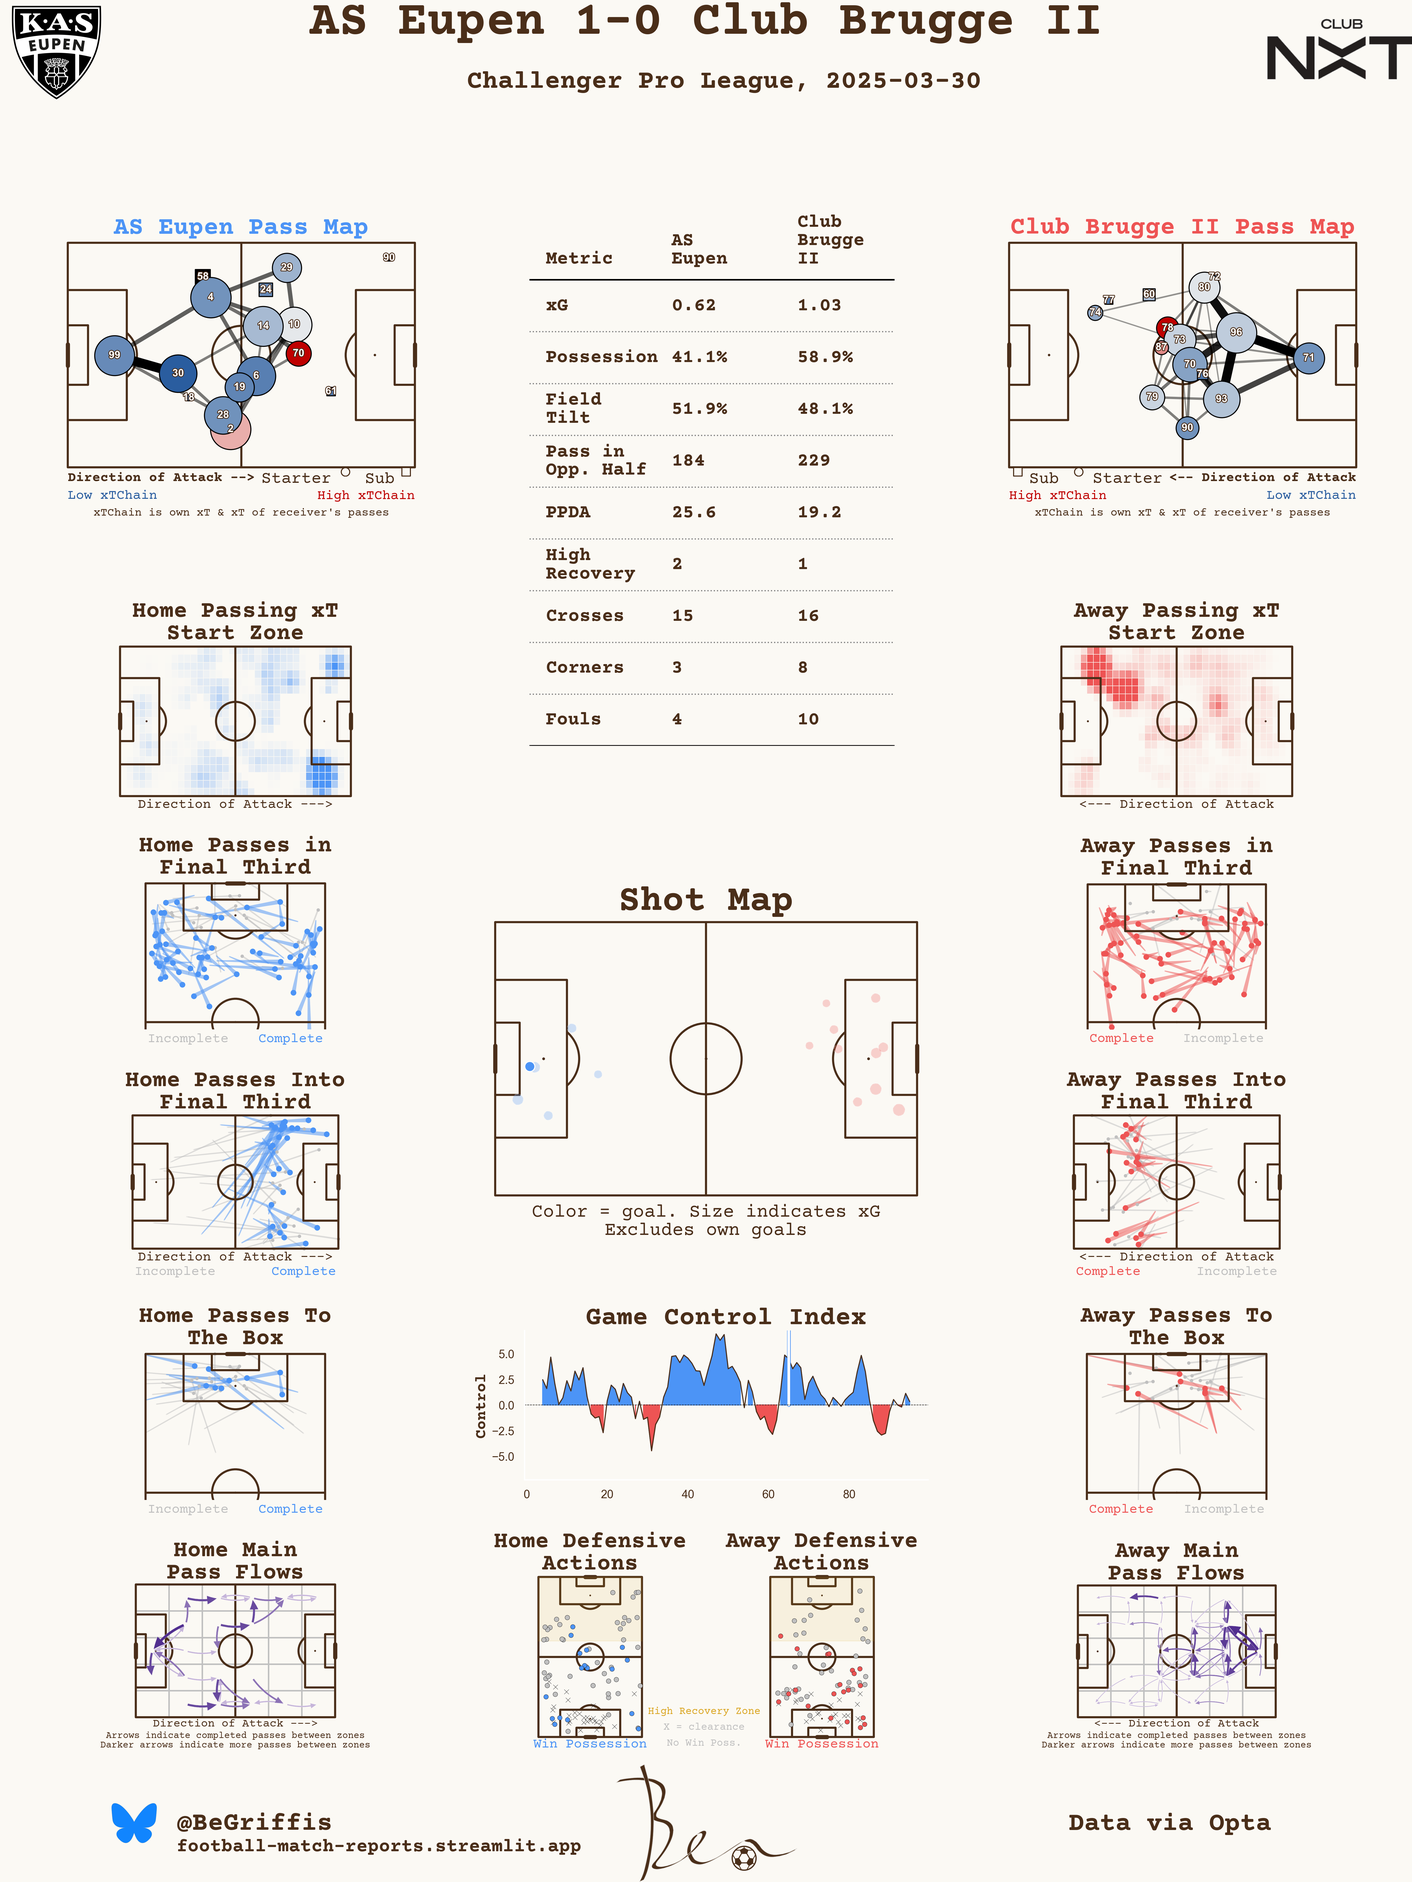 K·A·S
EUPEN
AS Eupen 1-0 Club Brugge II
Challenger Pro League, 2025-03-30
CLUB
NXT
AS Eupen Pass Map
90
29
58
24
4
14
10
99
70
30
6
19
18
61
28
2
Direction of Attack --> Starter Sub
Low xTChain High xTChain
xTChain is own xT & xT of receiver's passes
Metric AS Eupen Club Brugge II
xG 0.62 1.03
Possession 41.1% 58.9%
Field Tilt 51.9% 48.1%
Pass in Opp. Half 184 229
PPDA 25.6 19.2
High Recovery 2 1
Crosses 15 16
Corners 3 8
Fouls 4 10
Club Brugge II Pass Map
72
80
60
77
74
78
96
73
87
70
71
76
79
93
90
Sub Starter <-- Direction of Attack
High xTChain Low xTChain
xTChain is own xT & xT of receiver's passes
Home Passing xT
Start Zone
Direction of Attack --->
Away Passing xT
Start Zone
<--- Direction of Attack
Home Passes in
Final Third
Incomplete Complete
Away Passes in
Final Third
Complete Incomplete
Shot Map
Color = goal. Size indicates xG
Excludes own goals
Home Passes Into
Final Third
Direction of Attack --->
Incomplete Complete
Away Passes Into
Final Third
<--- Direction of Attack
Complete Incomplete
Home Passes To
The Box
Incomplete Complete
Game Control Index
Control
5.0
2.5
0.0
−2.5
−5.0
0 20 40 60 80
Away Passes To
The Box
Complete Incomplete
Home Main
Pass Flows
Direction of Attack --->
Arrows indicate completed passes between zones
Darker arrows indicate more passes between zones
Home Defensive
Actions
Win Possession
High Recovery Zone
X = clearance
No Win Poss.
Away Defensive
Actions
Win Possession
Away Main
Pass Flows
<--- Direction of Attack
Arrows indicate completed passes between zones
Darker arrows indicate more passes between zones
@BeGriffis
football-match-reports.streamlit.app
Ben
Data via Opta